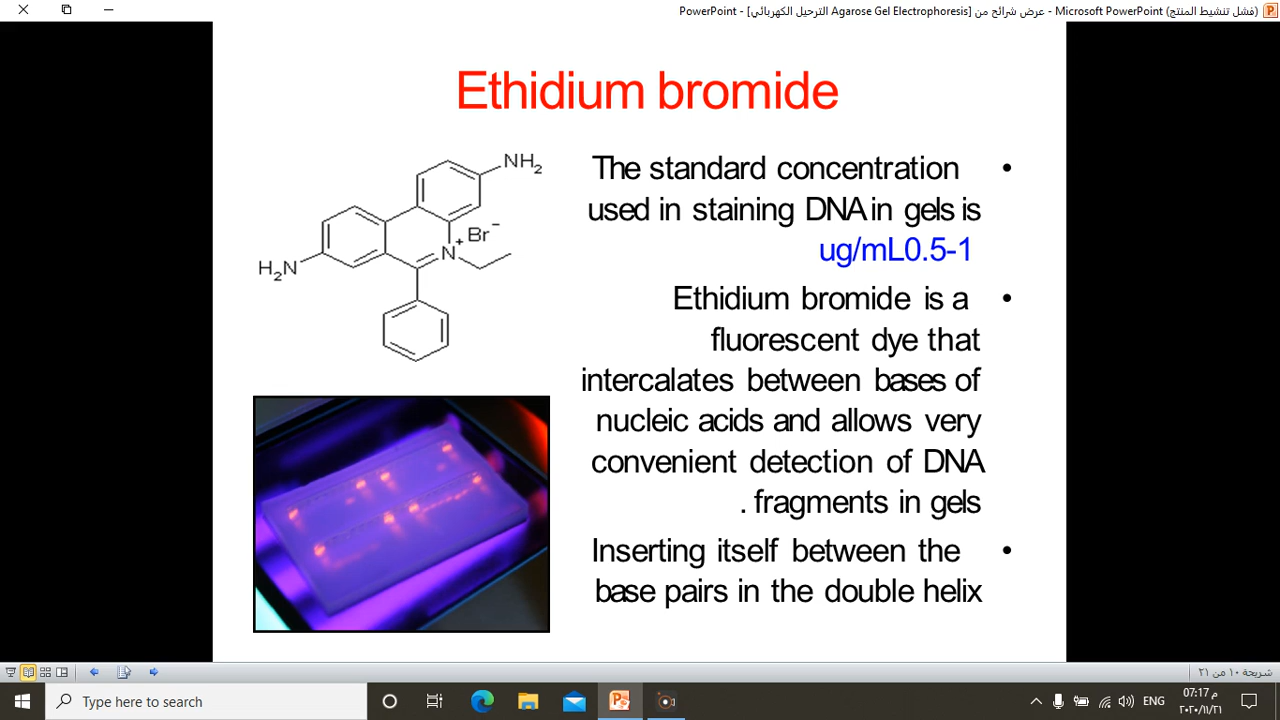 PowerPoint - [الترحيل الكهربائي Agarose Gel Electrophoresis] عرض شرائح من - Microsoft PowerPoint (فشل تنشيط المنتج)
Ethidium bromide
NH2
Br−
N+
H2N
• The standard concentration
used in staining DNA in gels is
ug/mL0.5-1
• Ethidium bromide is a
fluorescent dye that
intercalates between bases of
nucleic acids and allows very
convenient detection of DNA
. fragments in gels
• Inserting itself between the
base pairs in the double helix
شريحة ١٠ من ٢١
Type here to search
ENG
٠٧:١٧ م
٢٠٢٠/١١/٢١